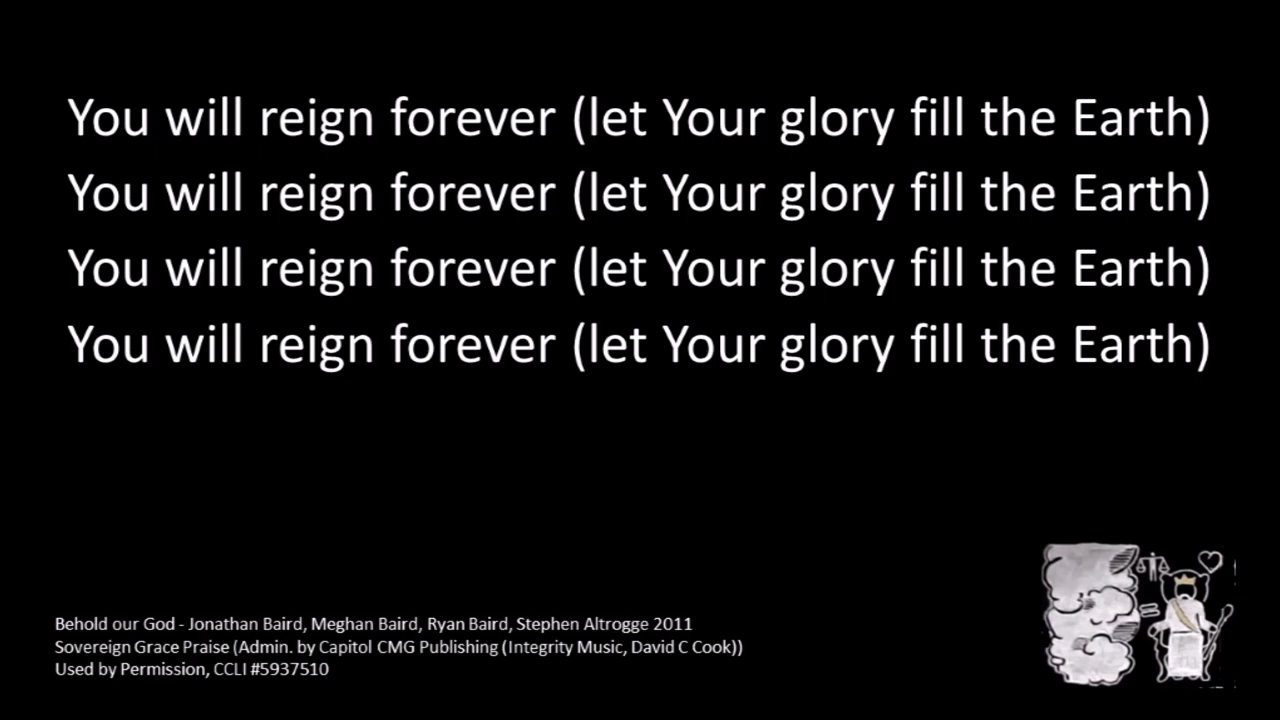 You will reign forever (let Your glory fill the Earth)
You will reign forever (let Your glory fill the Earth)
You will reign forever (let Your glory fill the Earth)
You will reign forever (let Your glory fill the Earth)
Behold our God - Jonathan Baird, Meghan Baird, Ryan Baird, Stephen Altrogge 2011
Sovereign Grace Praise (Admin. by Capitol CMG Publishing (Integrity Music, David C Cook))
Used by Permission, CCLI #5937510